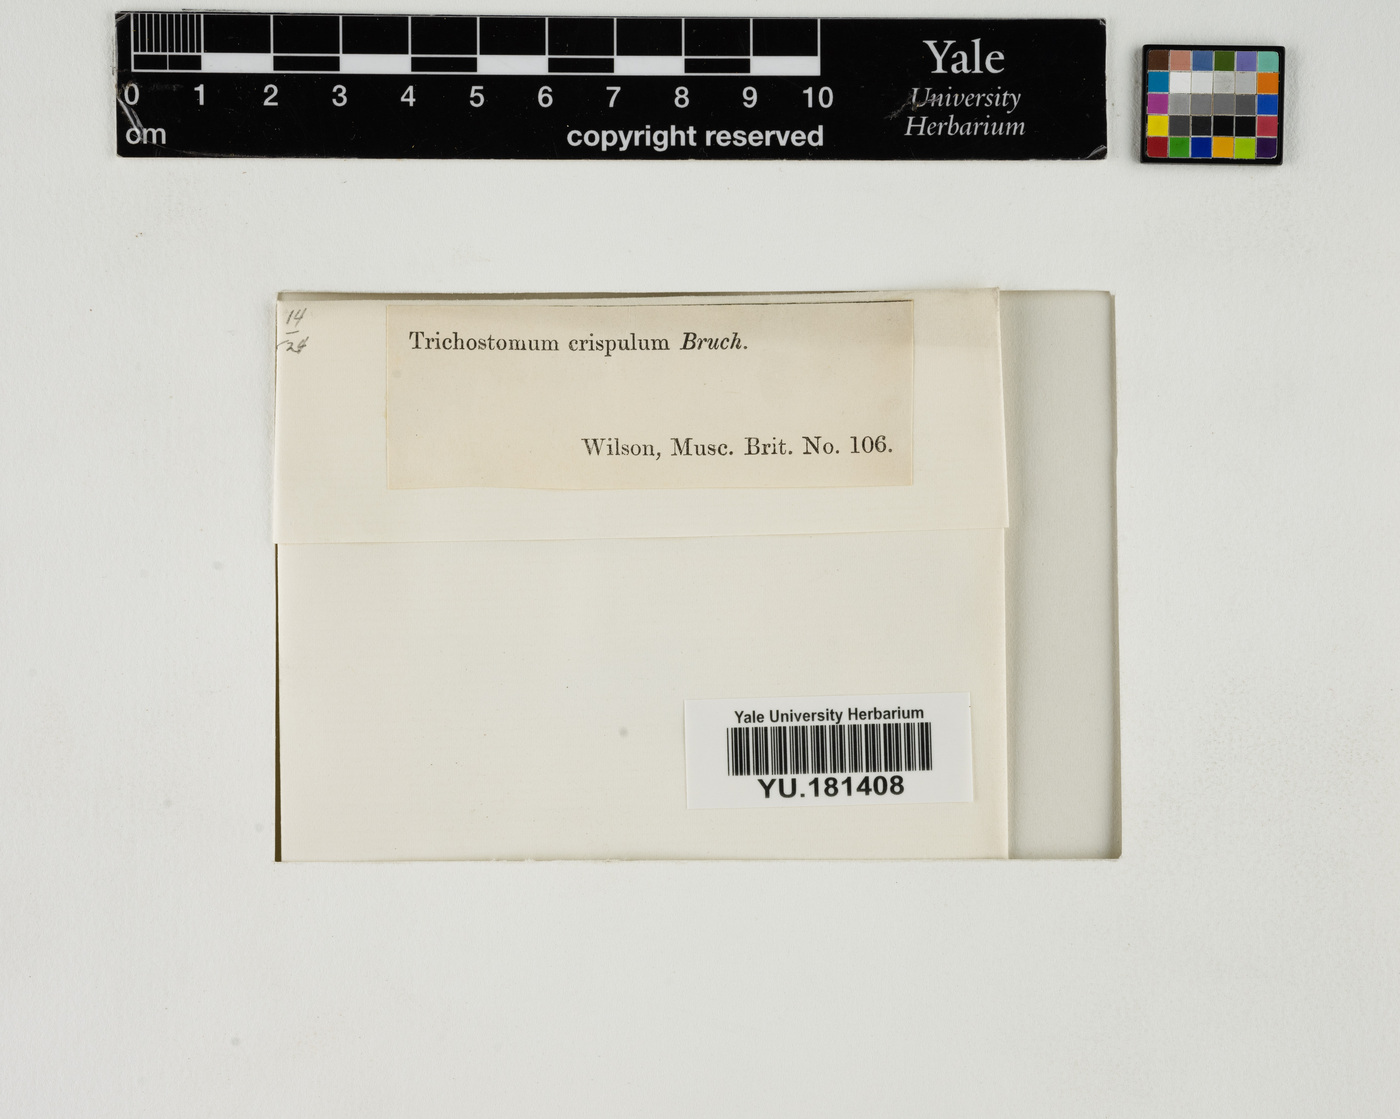 0 1 2 3 4 5 6 7 8 9 10
cm
copyright reserved
Yale
University
Herbarium
14
24
Trichostomum crispulum Bruch.
Wilson, Musc. Brit. No. 106.
Yale University Herbarium
YU.181408